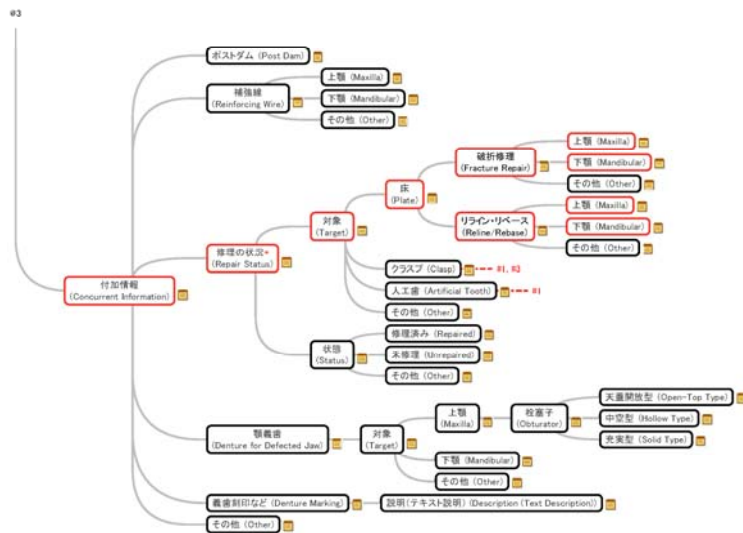 #3
ポストダム (Post Dam)
補強線
(Reinforcing Wire)
上顎 (Maxilla)
下顎 (Mandibular)
その他 (Other)
付加情報
(Concurrent Information)
修理の状況*
(Repair Status)
対象
(Target)
床
(Plate)
破折修理
(Fracture Repair)
上顎 (Maxilla)
下顎 (Mandibular)
その他 (Other)
リライン・リベース
(Reline/Rebase)
上顎 (Maxilla)
下顎 (Mandibular)
その他 (Other)
クラスプ (Clasp)
#1, #2
人工歯 (Artificial Tooth)
#1
その他 (Other)
状態
(Status)
修理済み (Repaired)
未修理 (Unrepaired)
その他 (Other)
顎義歯
(Denture for Defected Jaw)
対象
(Target)
上顎
(Maxilla)
栓塞子
(Obturator)
天蓋開放型 (Open-Top Type)
中空型 (Hollow Type)
充実型 (Solid Type)
下顎 (Mandibular)
その他 (Other)
義歯刻印など (Denture Marking)
説明(テキスト説明) (Description (Text Description))
その他 (Other)